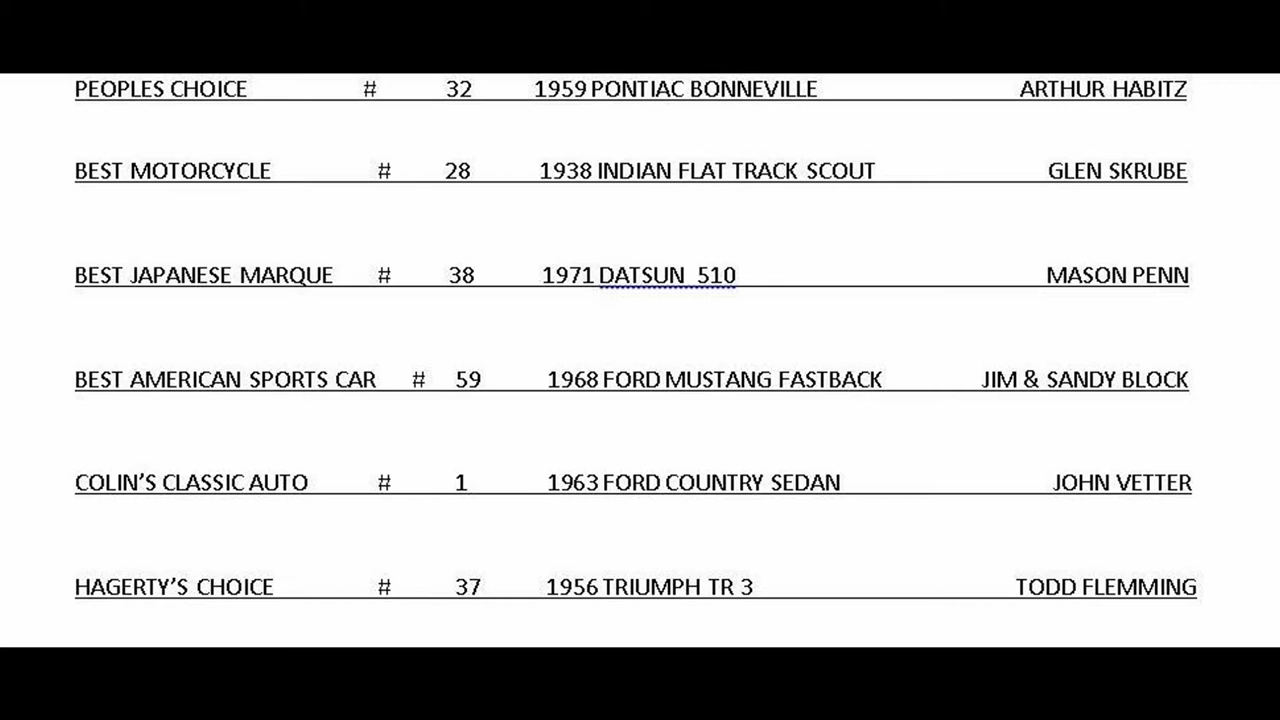 PEOPLES CHOICE # 32 1959 PONTIAC BONNEVILLE ARTHUR HABITZ
BEST MOTORCYCLE # 28 1938 INDIAN FLAT TRACK SCOUT GLEN SKRUBE
BEST JAPANESE MARQUE # 38 1971 DATSUN 510 MASON PENN
BEST AMERICAN SPORTS CAR # 59 1968 FORD MUSTANG FASTBACK JIM & SANDY BLOCK
COLIN’S CLASSIC AUTO # 1 1963 FORD COUNTRY SEDAN JOHN VETTER
HAGERTY’S CHOICE # 37 1956 TRIUMPH TR 3 TODD FLEMMING